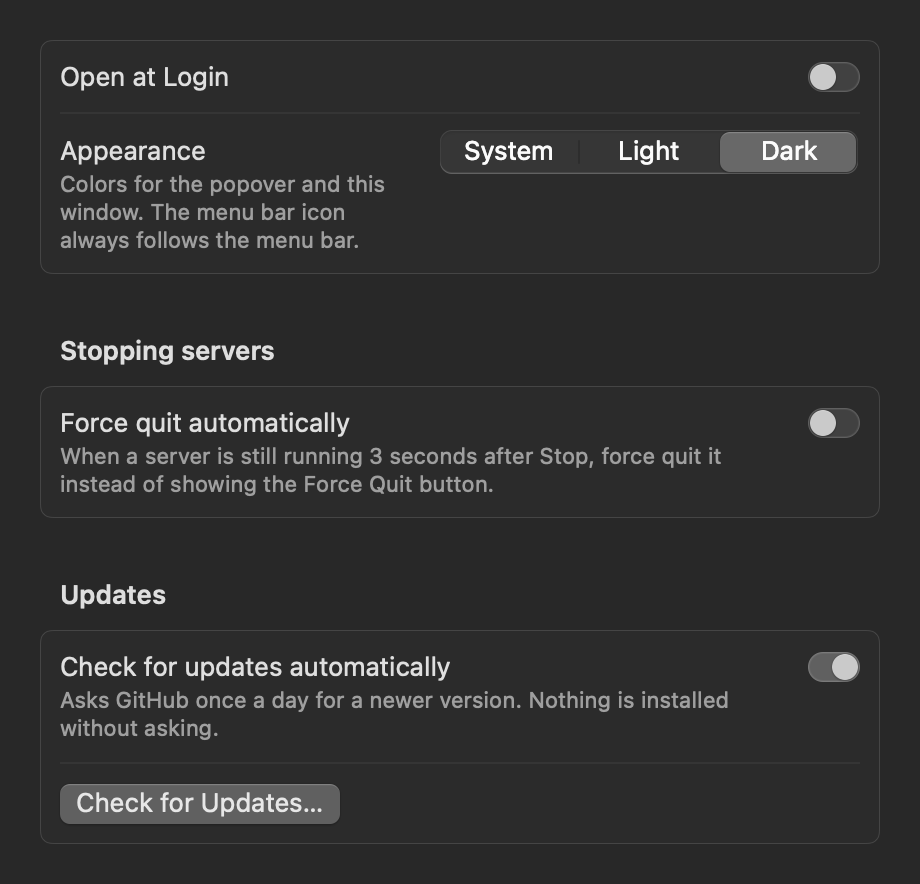 Open at Login
Appearance
System Light Dark
Colors for the popover and this
window. The menu bar icon
always follows the menu bar.
Stopping servers
Force quit automatically
When a server is still running 3 seconds after Stop, force quit it
instead of showing the Force Quit button.
Updates
Check for updates automatically
Asks GitHub once a day for a newer version. Nothing is installed
without asking.
Check for Updates...